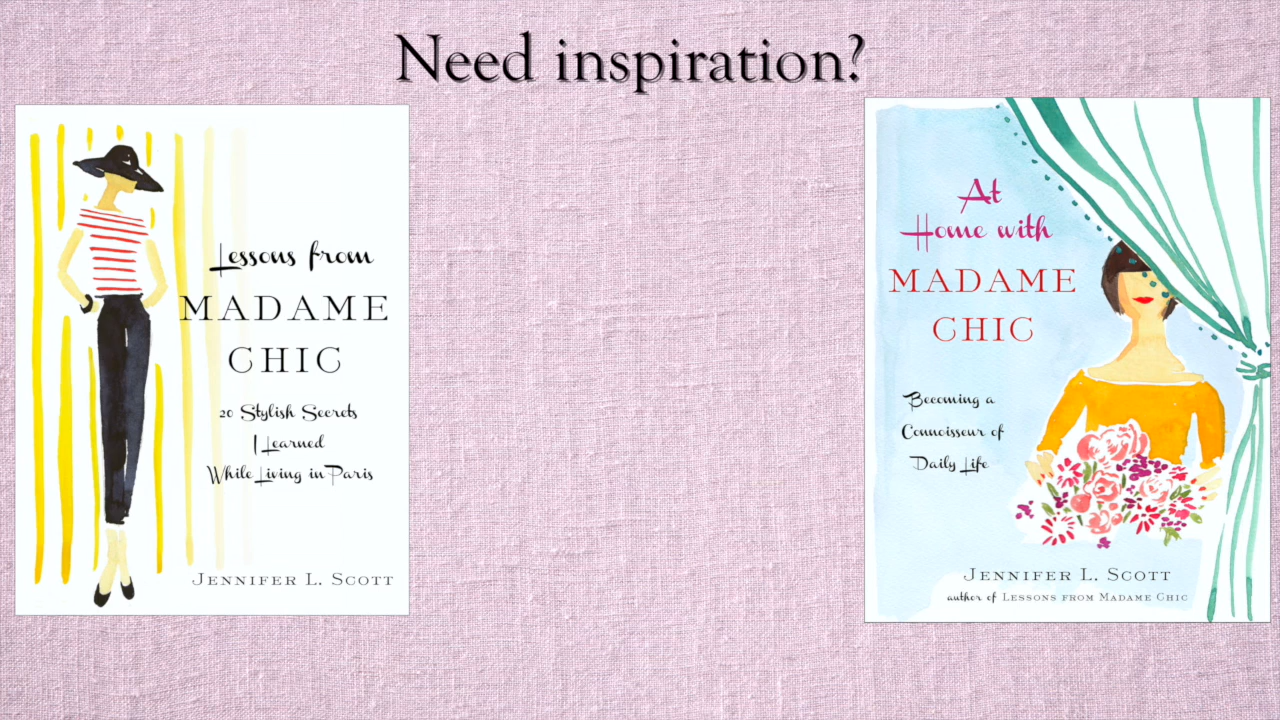 Need inspiration?
Lessons from
MADAME
CHIC
20 Stylish Secrets
I Learned
While Living in Paris
JENNIFER L. SCOTT
At
Home with
MADAME
CHIC
Becoming a
Connoisseur of
Daily Life
JENNIFER L. SCOTT
author of LESSONS FROM MADAME CHIC